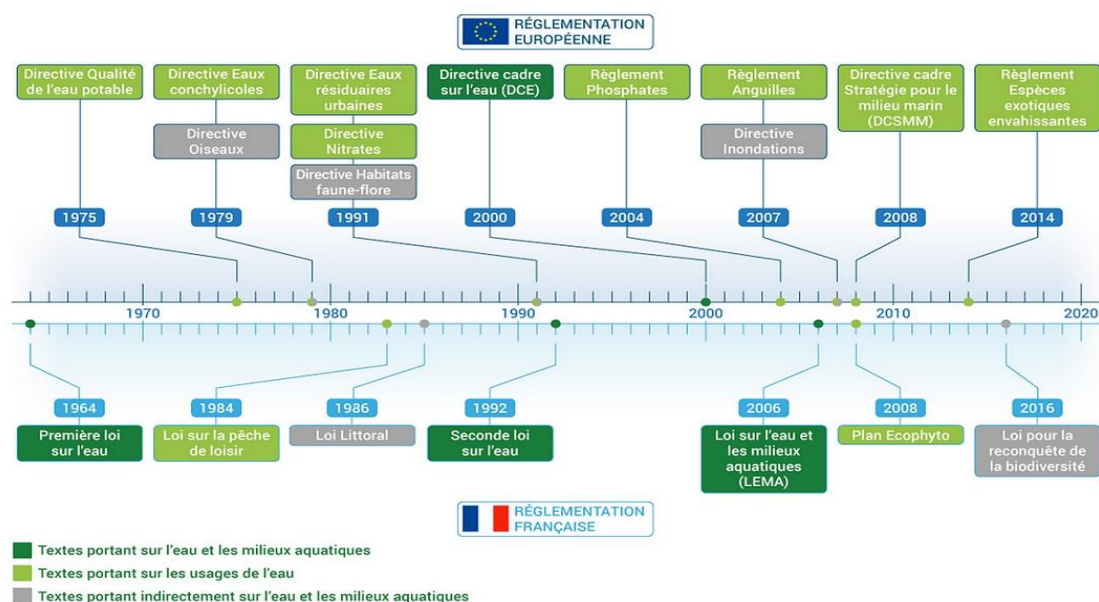 RÉGLEMENTATION
EUROPÉENNE
Directive Qualité
de l'eau potable
Directive Eaux
conchylicoles
Directive
Oiseaux
Directive Eaux
résiduaires
urbaines
Directive
Nitrates
Directive Habitats
faune-flore
Directive cadre
sur l'eau (DCE)
Règlement
Phosphates
Règlement
Anguilles
Directive
Inondations
Directive cadre
Stratégie pour le
milieu marin
(DCSMM)
Règlement
Espèces
exotiques
envahissantes
1975
1979
1991
2000
2004
2007
2008
2014
1970
1980
1990
2000
2010
2020
1964
1984
1986
1992
2006
2008
2016
Première loi
sur l'eau
Loi sur la pêche
de loisir
Loi Littoral
Seconde loi
sur l'eau
Loi sur l'eau et
les milieux
aquatiques
(LEMA)
Plan Ecophyto
Loi pour la
reconquête de
la biodiversité
RÉGLEMENTATION
FRANÇAISE
Textes portant sur l'eau et les milieux aquatiques
Textes portant sur les usages de l'eau
Textes portant indirectement sur l'eau et les milieux aquatiques